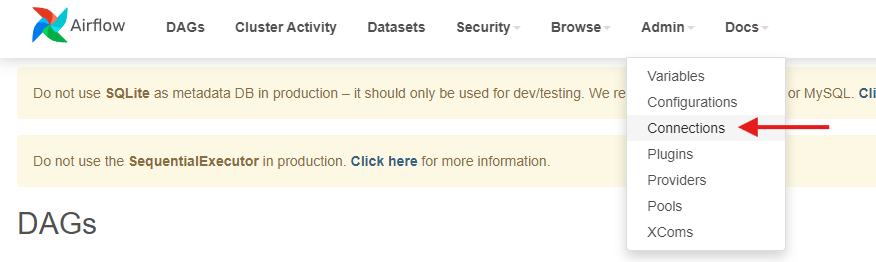 Airflow DAGs Cluster Activity Datasets Security Browse Admin Docs
Variables
Do not use SQLite as metadata DB in production – it should only be used for dev/testing. We re or MySQL. Cli
Configurations
Connections
Plugins
Do not use the SequentialExecutor in production. Click here for more information.
Providers
Pools
DAGs
XComs